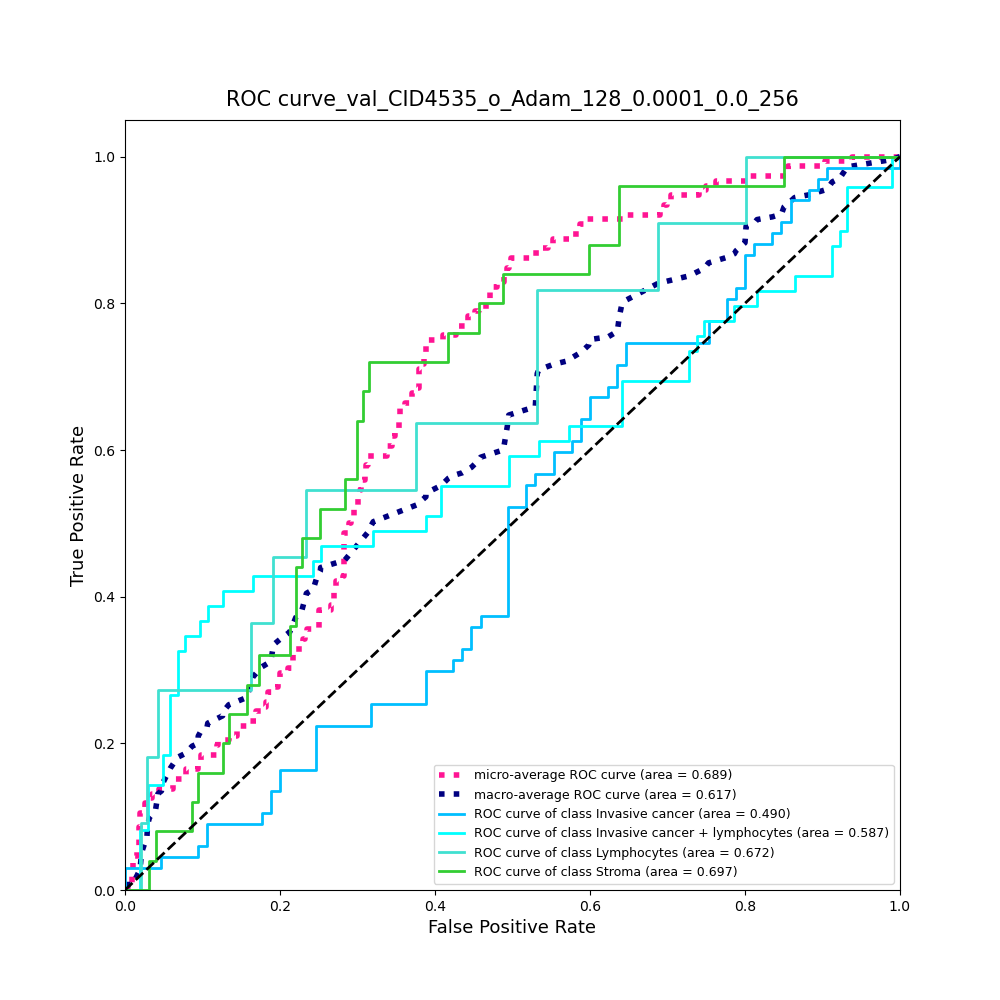 ROC curve_val_CID4535_o_Adam_128_0.0001_0.0_256
True Positive Rate
1.0
0.8
0.6
0.4
0.2
0.0
micro-average ROC curve (area = 0.689)
macro-average ROC curve (area = 0.617)
ROC curve of class Invasive cancer (area = 0.490)
ROC curve of class Invasive cancer + lymphocytes (area = 0.587)
ROC curve of class Lymphocytes (area = 0.672)
ROC curve of class Stroma (area = 0.697)
0.0 0.2 0.4 0.6 0.8 1.0
False Positive Rate